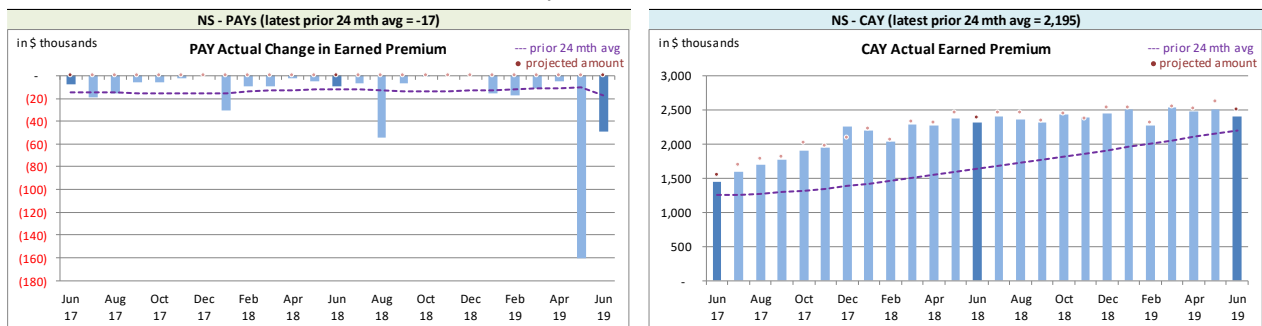 NS - PAYs (latest prior 24 mth avg = -17)
in $ thousands
PAY Actual Change in Earned Premium
--- prior 24 mth avg
• projected amount
-
(20)
(40)
(60)
(80)
(100)
(120)
(140)
(160)
(180)
Jun Aug Oct Dec Feb Apr Jun Aug Oct Dec Feb Apr Jun
17 17 17 17 18 18 18 18 18 18 19 19 19
NS - CAY (latest prior 24 mth avg = 2,195)
in $ thousands
CAY Actual Earned Premium
--- prior 24 mth avg
• projected amount
3,000
2,500
2,000
1,500
1,000
500
-
Jun Aug Oct Dec Feb Apr Jun Aug Oct Dec Feb Apr Jun
17 17 17 17 18 18 18 18 18 18 19 19 19